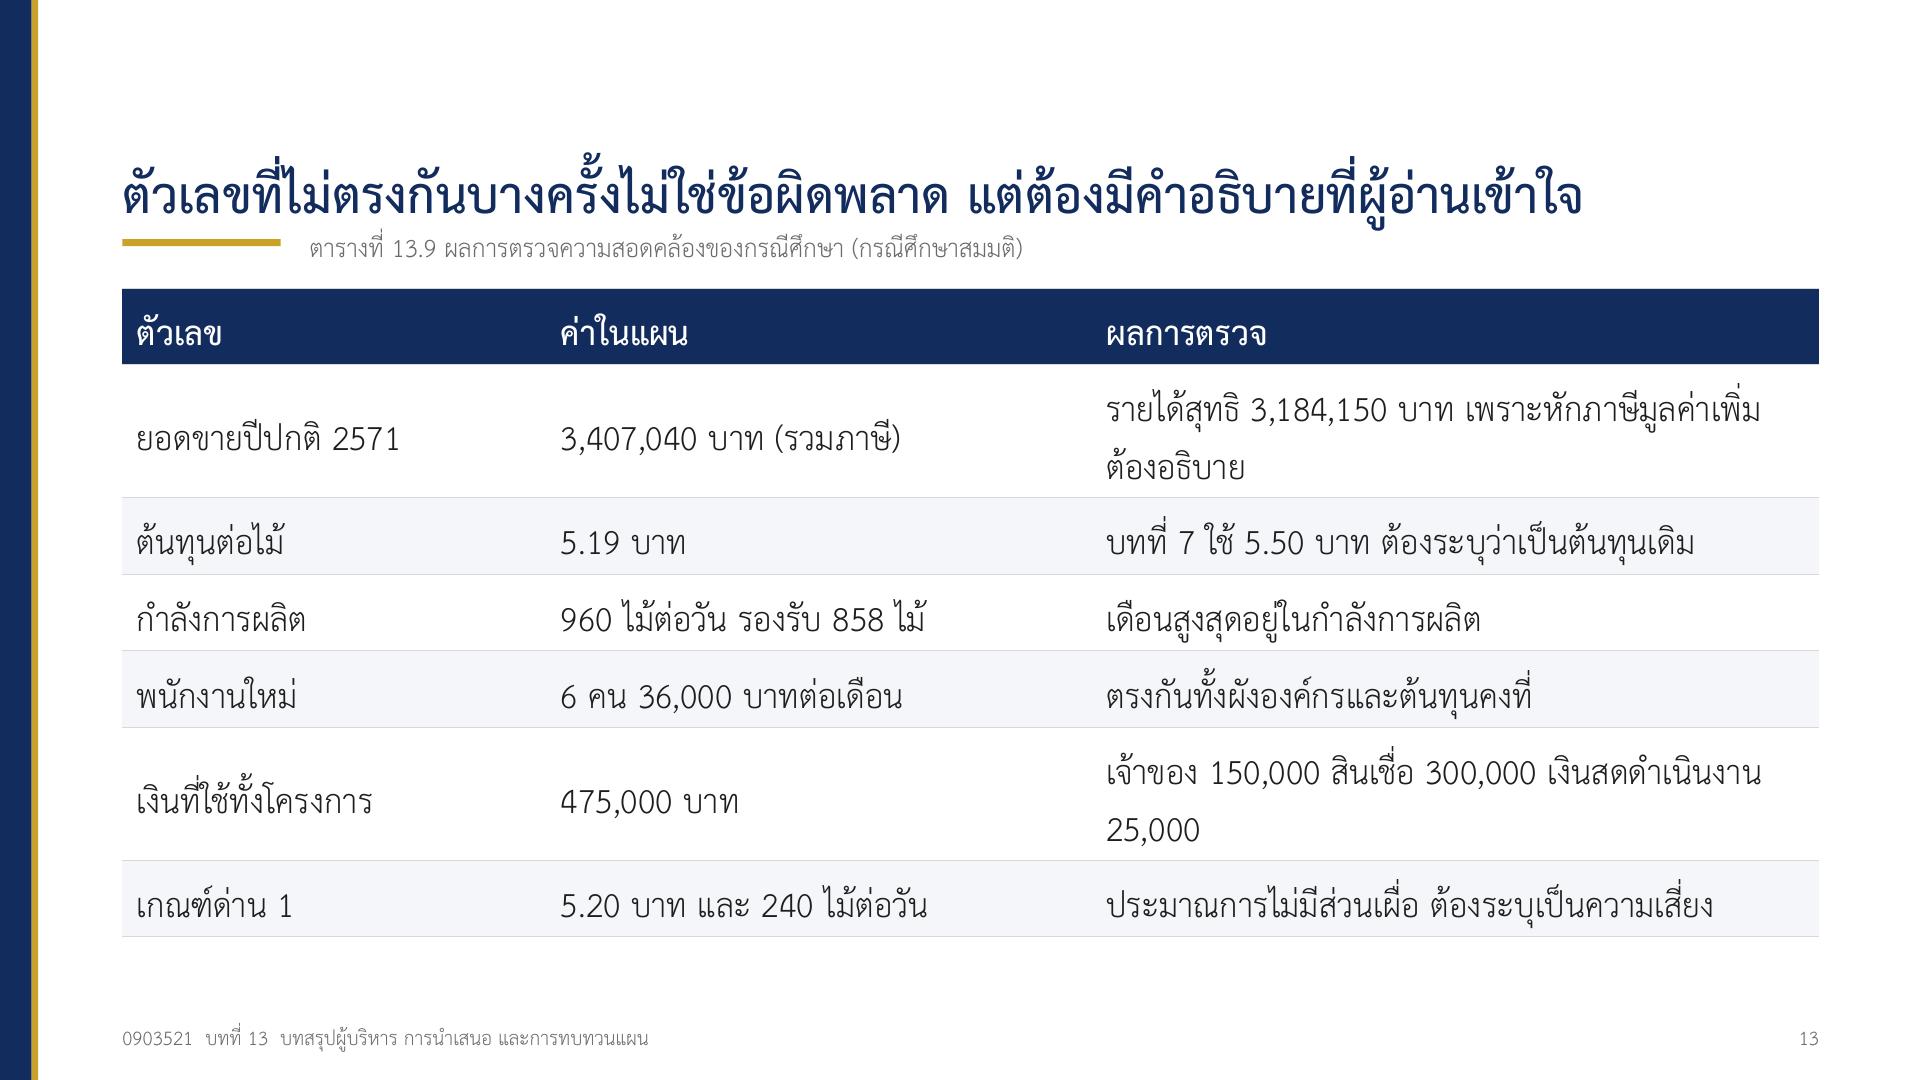 ตัวเลขที่ไม่ตรงกันบางครั้งไม่ใช่ข้อผิดพลาด แต่ต้องมีคำอธิบายที่ผู้อ่านเข้าใจ
ตารางที่ 13.9 ผลการตรวจความสอดคล้องของกรณีศึกษา (กรณีศึกษาสมมติ)
ตัวเลข ค่าในแผน ผลการตรวจ
ยอดขายปีปกติ 2571 3,407,040 บาท (รวมภาษี) รายได้สุทธิ 3,184,150 บาท เพราะหักภาษีมูลค่าเพิ่ม
ต้องอธิบาย
ต้นทุนต่อไม้ 5.19 บาท บทที่ 7 ใช้ 5.50 บาท ต้องระบุว่าเป็นต้นทุนเดิม
กำลังการผลิต 960 ไม้ต่อวัน รองรับ 858 ไม้ เดือนสูงสุดอยู่ในกำลังการผลิต
พนักงานใหม่ 6 คน 36,000 บาทต่อเดือน ตรงกันทั้งผังองค์กรและต้นทุนคงที่
เงินที่ใช้ทั้งโครงการ 475,000 บาท เจ้าของ 150,000 สินเชื่อ 300,000 เงินสดดำเนินงาน
25,000
เกณฑ์ด่าน 1 5.20 บาท และ 240 ไม้ต่อวัน ประมาณการไม่มีส่วนเผื่อ ต้องระบุเป็นความเสี่ยง
0903521 บทที่ 13 บทสรุปผู้บริหาร การนำเสนอ และการทบทวนแผน 13